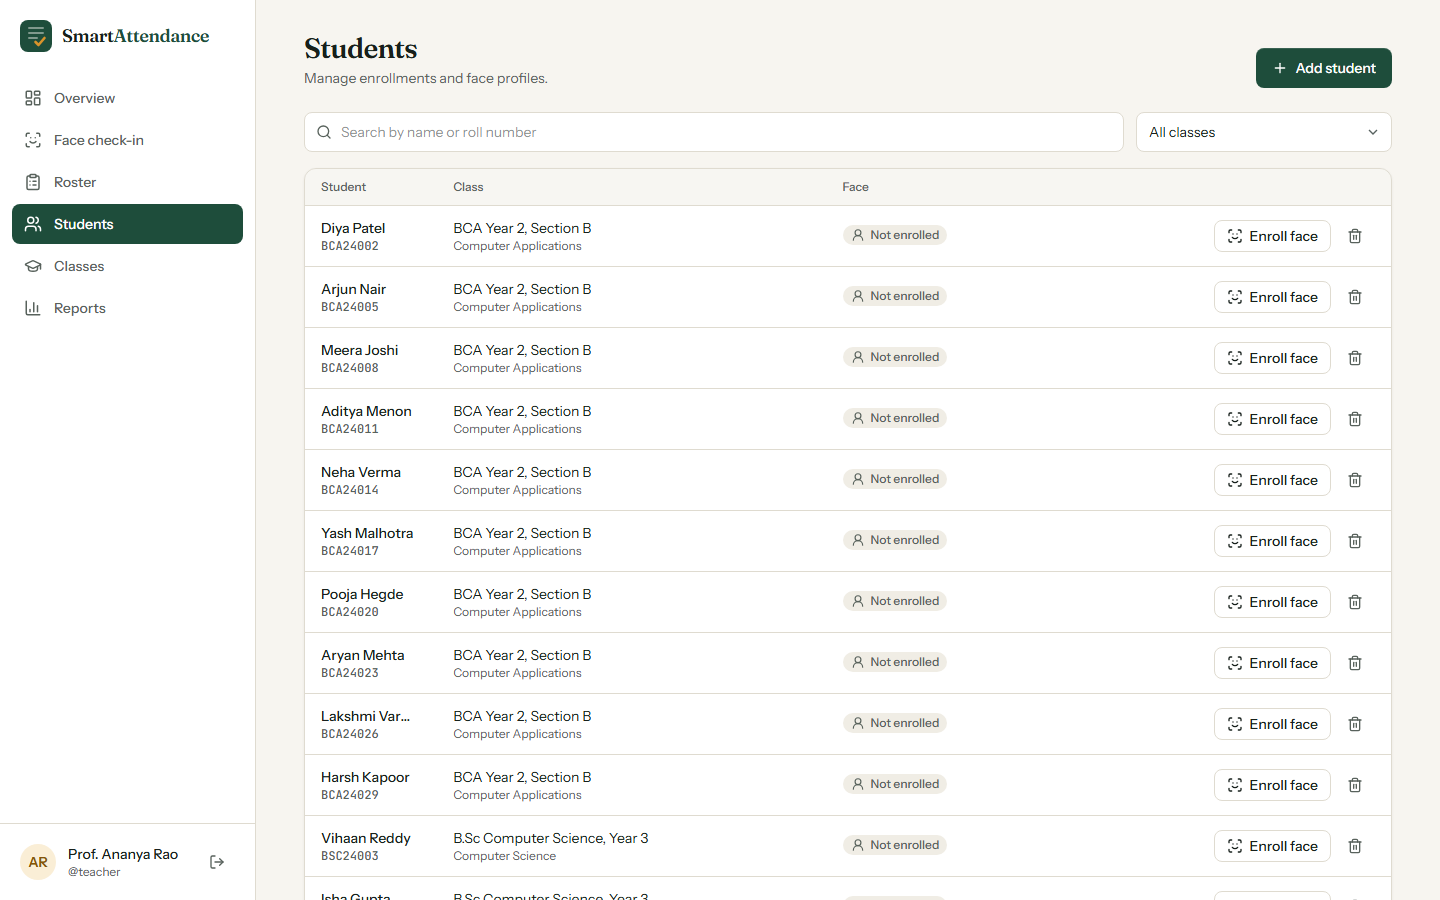 SmartAttendance
Overview
Face check-in
Roster
Students
Classes
Reports
AR
Prof. Ananya Rao
@teacher
Students
Manage enrollments and face profiles.
Add student
Search by name or roll number
All classes
Student Class Face
Diya Patel BCA Year 2, Section B Not enrolled Enroll face
BCA24002 Computer Applications
Arjun Nair BCA Year 2, Section B Not enrolled Enroll face
BCA24005 Computer Applications
Meera Joshi BCA Year 2, Section B Not enrolled Enroll face
BCA24008 Computer Applications
Aditya Menon BCA Year 2, Section B Not enrolled Enroll face
BCA24011 Computer Applications
Neha Verma BCA Year 2, Section B Not enrolled Enroll face
BCA24014 Computer Applications
Yash Malhotra BCA Year 2, Section B Not enrolled Enroll face
BCA24017 Computer Applications
Pooja Hegde BCA Year 2, Section B Not enrolled Enroll face
BCA24020 Computer Applications
Aryan Mehta BCA Year 2, Section B Not enrolled Enroll face
BCA24023 Computer Applications
Lakshmi Var... BCA Year 2, Section B Not enrolled Enroll face
BCA24026 Computer Applications
Harsh Kapoor BCA Year 2, Section B Not enrolled Enroll face
BCA24029 Computer Applications
Vihaan Reddy B.Sc Computer Science, Year 3 Not enrolled Enroll face
BSC24003 Computer Science
Isha Gupta B.Sc Computer Science, Year 3